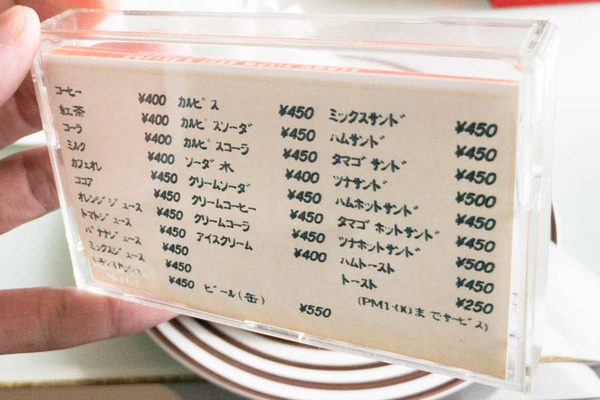 コーヒー ¥400
紅茶 ¥400
コーラ ¥400
ミルク ¥400
カフェオレ ¥450
ココア ¥450
オレンジジュース ¥450
トマトジュース ¥450
バナナジュース ¥450
ミックスジュース ¥450
¥450
カルピス ¥450
カルピスソーダ ¥450
カルピスコーラ ¥450
ソーダ水 ¥400
クリームソーダ ¥450
クリームコーヒー ¥450
クリームコーラ ¥450
アイスクリーム ¥400
ビール(缶) ¥550
ミックスサンド ¥450
ハムサンド ¥450
タマゴサンド ¥450
ツナサンド ¥500
ハムホットサンド ¥450
タマゴホットサンド ¥450
ツナホットサンド ¥500
ハムトースト ¥450
トースト ¥250
(PM1:00までサービス)